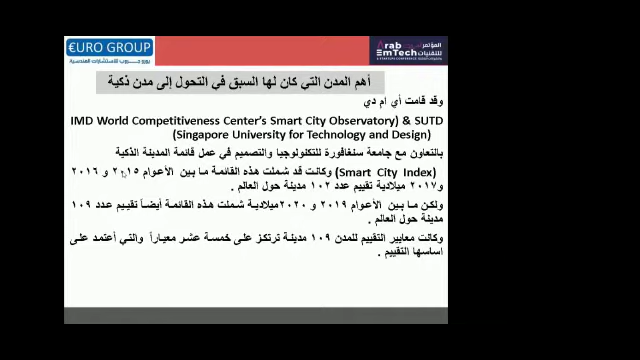 €URO GROUP
يورو جـــروب للاستشارات الهندسية
المؤتمر العربي
للتقنيات
Arab
EmTech
أهم المدن التي كان لها السبق في التحول إلى مدن ذكية
وقد قامت أي ام دي
IMD World Competitiveness Center's Smart City Observatory) & SUTD
(Singapore University for Technology and Design)
بالتعاون مع جامعة سنغافورة للتكنولوجيا والتصميم في عمل قائمة المدينة الذكية
(Smart City Index) وكانت قد شملت هذه القائمة ما بين الأعوام ٢٠١٥ و ٢٠١٦
و٢٠١٧ ميلادية تقييم عدد ١٠٢ مدينة حول العالم .
ولكن ما بين الأعوام ٢٠١٩ و ٢٠٢٠ميلادية شملت هذه القائمة أيضاً تقييم عدد ١٠٩
مدينة حول العالم .
وكانت معايير التقييم للمدن ١٠٩ مدينة ترتكز على خمسة عشر معياراً والتي أعتمد على
اساسها التقييم .